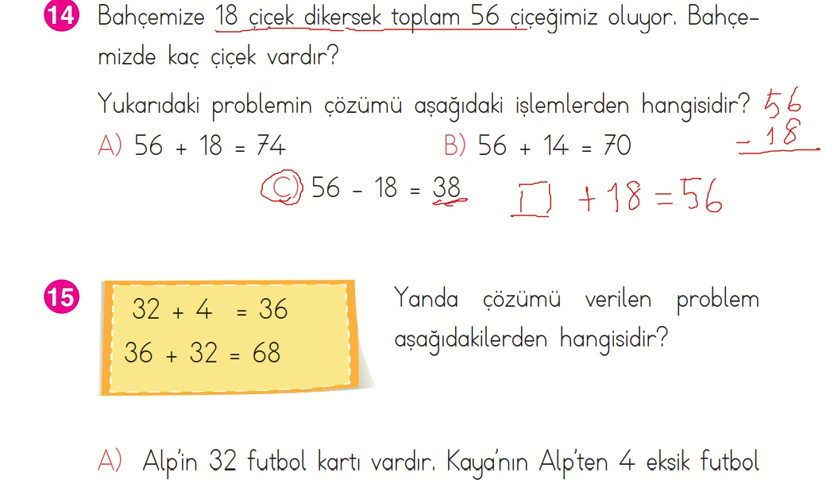 14 Bahçemize 18 çiçek dikersek toplam 56 çiçeğimiz oluyor. Bahçe-
mizde kaç çiçek vardır?
Yukarıdaki problemin çözümü aşağıdaki işlemlerden hangisidir? 56
- 18
A) 56 + 18 = 74 B) 56 + 14 = 70
C) 56 - 18 = 38 □ + 18 = 56
15 32 + 4 = 36
36 + 32 = 68
Yanda çözümü verilen problem
aşağıdakilerden hangisidir?
A) Alp'in 32 futbol kartı vardır. Kaya'nın Alp'ten 4 eksik futbol